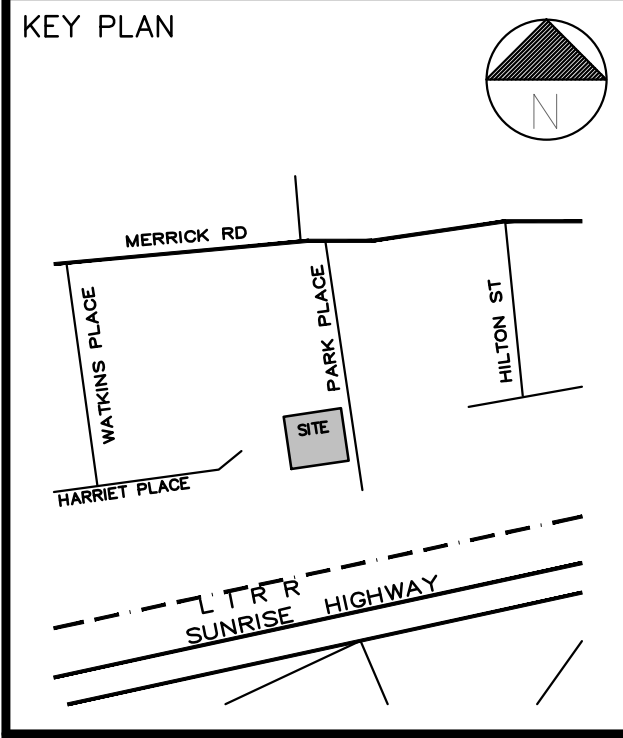 KEY PLAN
N
MERRICK RD
WATKINS PLACE
PARK PLACE
HILTON ST
SITE
HARRIET PLACE
L I R R
SUNRISE HIGHWAY